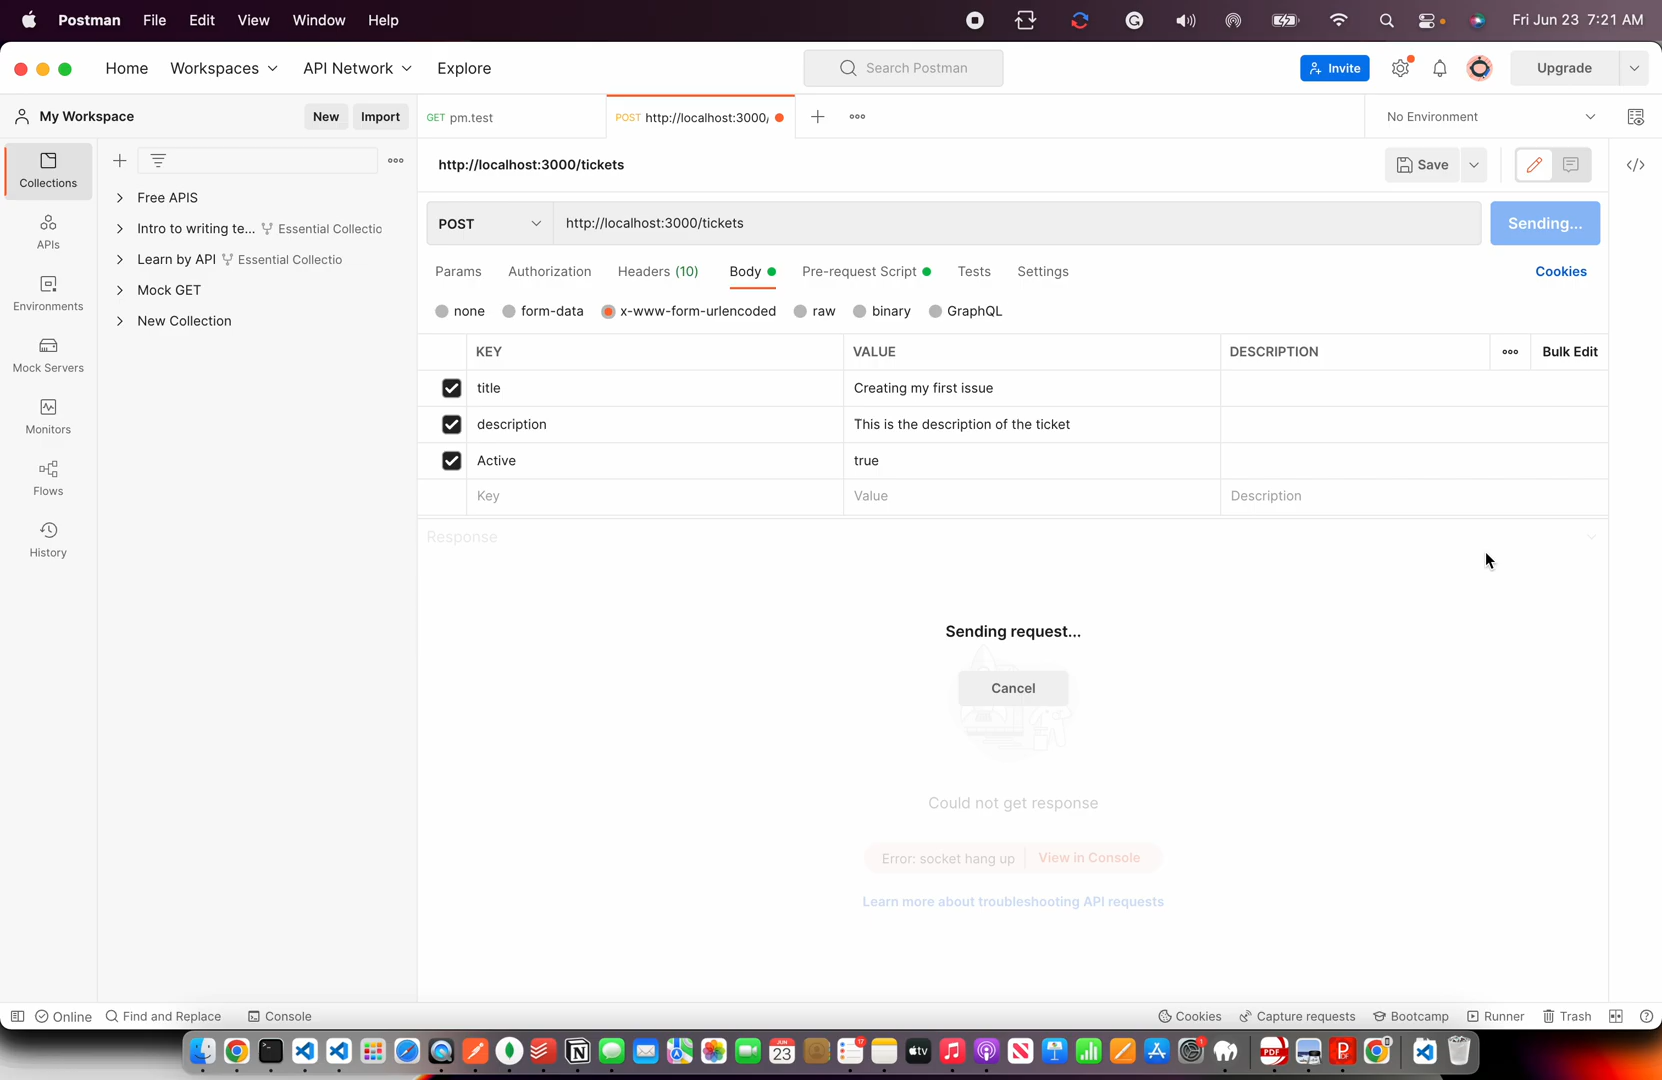 Postman File Edit View Window Help Fri Jun 23 7:21 AM
Home Workspaces API Network Explore Search Postman Invite Upgrade
My Workspace New Import GET pm.test POST http://localhost:3000/ No Environment
Collections
APIs
Environments
Mock Servers
Monitors
Flows
History
Free APIS
Intro to writing te... Essential Collectio
Learn by API Essential Collectio
Mock GET
New Collection
http://localhost:3000/tickets Save
POST http://localhost:3000/tickets Sending...
Params Authorization Headers (10) Body Pre-request Script Tests Settings Cookies
none form-data x-www-form-urlencoded raw binary GraphQL
KEY VALUE DESCRIPTION Bulk Edit
title Creating my first issue
description This is the description of the ticket
Active true
Key Value Description
Response
Sending request...
Cancel
Could not get response
Error: socket hang up View in Console
Learn more about troubleshooting API requests
Online Find and Replace Console Cookies Capture requests Bootcamp Runner Trash
JUN
23
17
tv
1
PDF